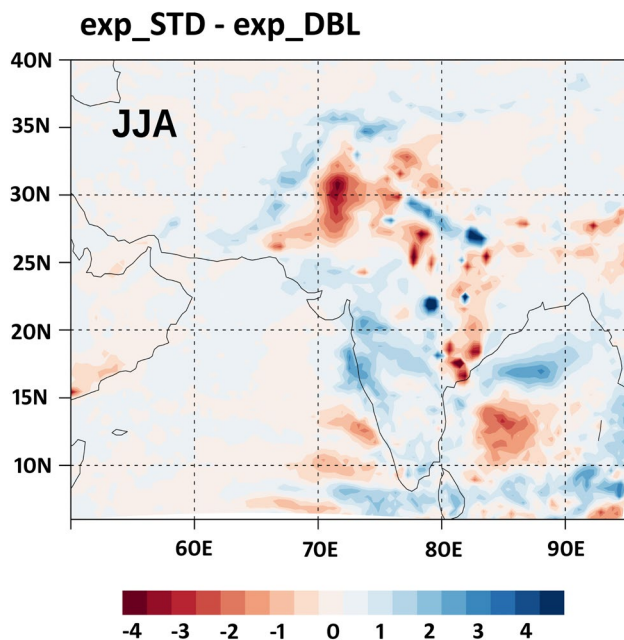 exp_STD - exp_DBL
40N
JJA
35N
30N
25N
20N
15N
10N
60E 70E 80E 90E
-4 -3 -2 -1 0 1 2 3 4